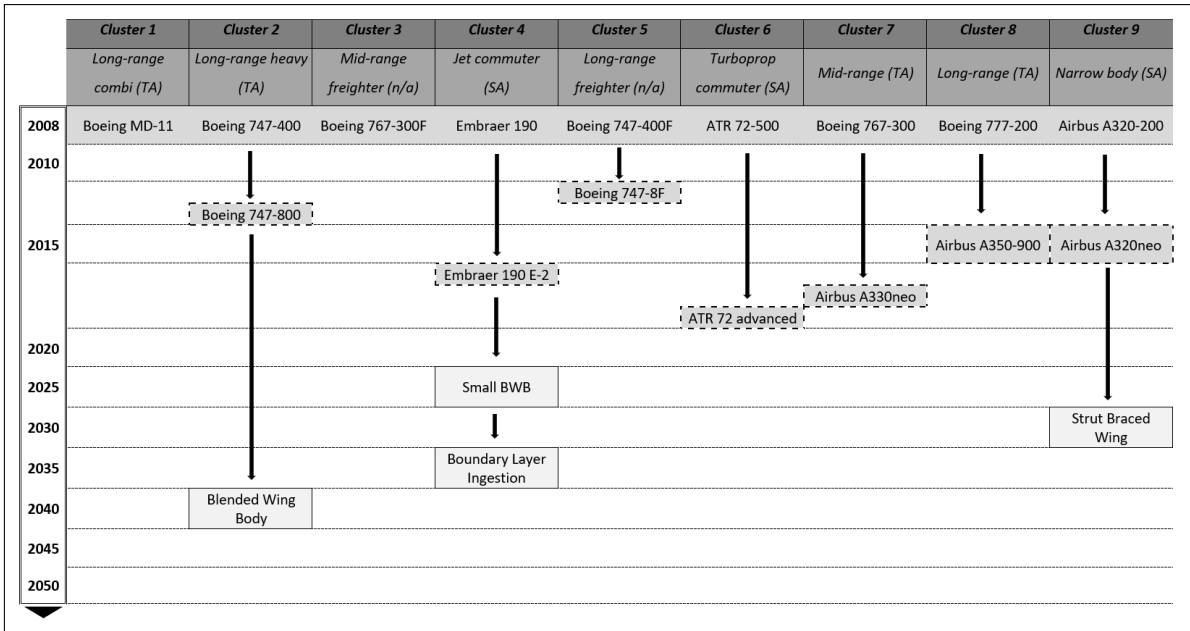 Cluster 1 Cluster 2 Cluster 3 Cluster 4 Cluster 5 Cluster 6 Cluster 7 Cluster 8 Cluster 9
Long-range combi (TA) Long-range heavy (TA) Mid-range freighter (n/a) Jet commuter (SA) Long-range freighter (n/a) Turboprop commuter (SA) Mid-range (TA) Long-range (TA) Narrow body (SA)
2008 Boeing MD-11 Boeing 747-400 Boeing 767-300F Embraer 190 Boeing 747-400F ATR 72-500 Boeing 767-300 Boeing 777-200 Airbus A320-200
2010
Boeing 747-8F
Boeing 747-800
2015 Airbus A350-900 Airbus A320neo
Embraer 190 E-2
Airbus A330neo
ATR 72 advanced
2020
2025 Small BWB
2030 Strut Braced Wing
2035 Boundary Layer Ingestion
2040 Blended Wing Body
2045
2050